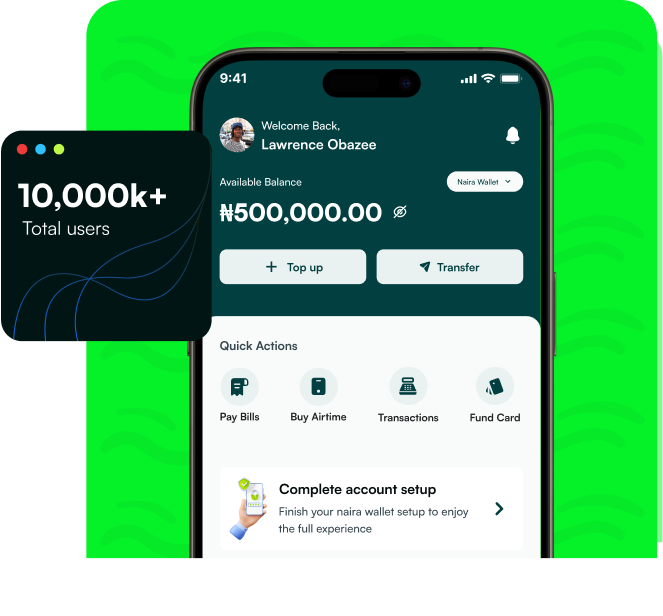 9:41
Welcome Back,
Lawrence Obazee
Available Balance
Naira Wallet
₦500,000.00
Top up
Transfer
10,000k+
Total users
Quick Actions
Pay Bills
Buy Airtime
Transactions
Fund Card
Complete account setup
Finish your naira wallet setup to enjoy
the full experience